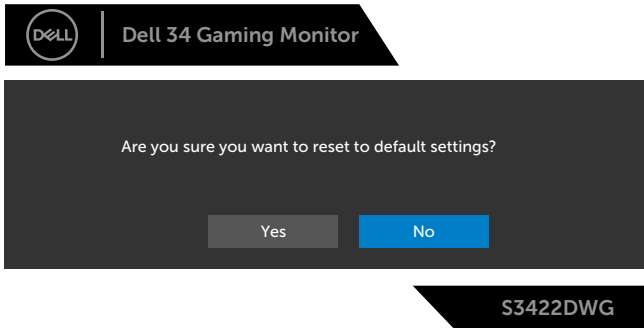 DELL
Dell 34 Gaming Monitor
Are you sure you want to reset to default settings?
Yes
No
S3422DWG